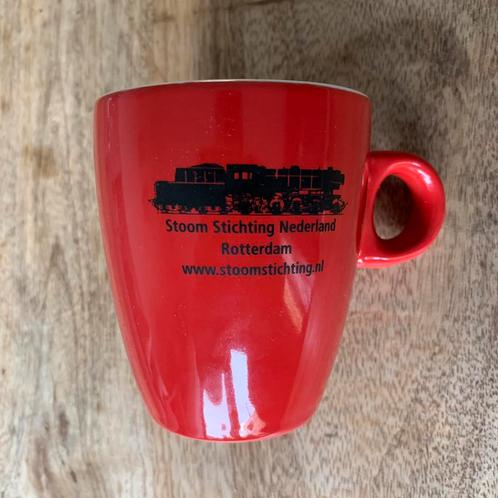 Stoom Stichting Nederland
Rotterdam
www.stoomstichting.nl